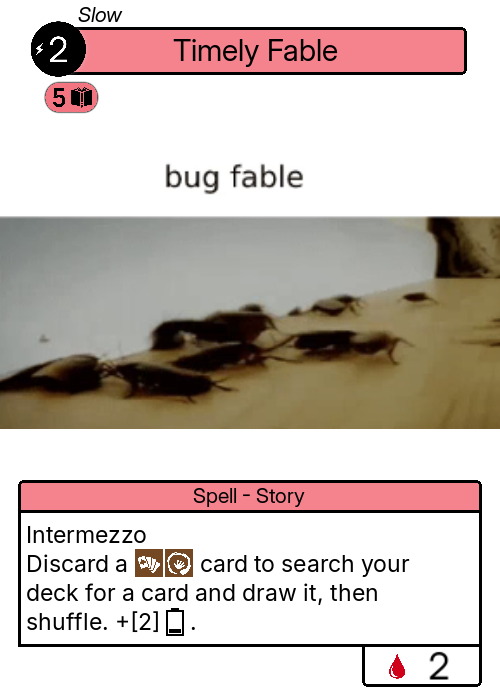 Slow
2
Timely Fable
5
bug fable
Spell - Story
Intermezzo
Discard a card to search your
deck for a card and draw it, then
shuffle. +[2] .
2